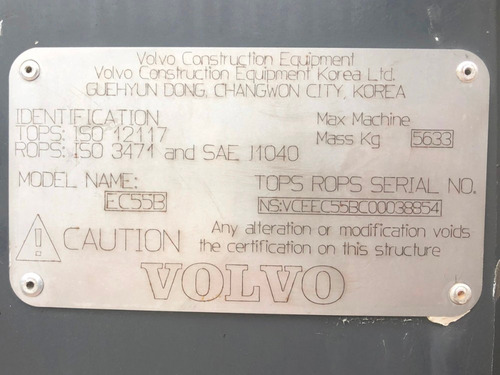 Volvo Construction Equipment
Volvo Construction Equipment Korea Ltd.
GUEHYUN DONG, CHANGWON CITY, KOREA
IDENTIFICATION
TOPS: ISO 12117
ROPS: ISO 3471 and SAE J1040
Max Machine
Mass Kg 5633
MODEL NAME:
EC55B
TOPS ROPS SERIAL NO.
NS:VCEEC55BC00038854
CAUTION
Any alteration or modification voids
the certification on this structure
VOLVO